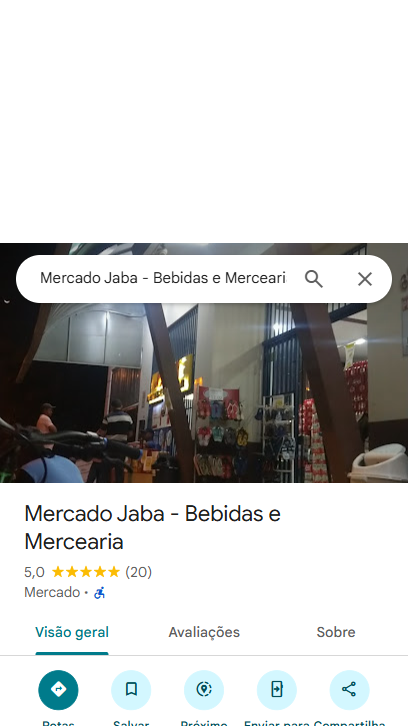 Mercado Jaba - Bebidas e Merceari
Mercado Jaba - Bebidas e
Mercearia
5,0 ★★★★★ (20)
Mercado ·
Visão geral Avaliações Sobre
Rotas Salvar Próximo Enviar para Compartilha